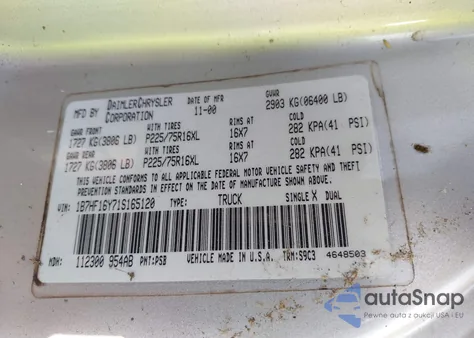 MFD BY DAIMLERCHRYSLER CORPORATION DATE OF MFR 11-00 GVWR 2903 KG(06400 LB)
GAWR FRONT WITH TIRES RIMS AT COLD
1727 KG(3806 LB) P225/75R16XL 16X7 282 KPA(41 PSI)
GAWR REAR WITH TIRES RIMS AT COLD
1727 KG(3806 LB) P225/75R16XL 16X7 282 KPA(41 PSI)
THIS VEHICLE CONFORMS TO ALL APPLICABLE FEDERAL MOTOR VEHICLE SAFETY AND THEFT
PREVENTION STANDARDS IN EFFECT ON THE DATE OF MANUFACTURE SHOWN ABOVE.
VIN: 1B7HF16Y71S165120 TYPE: TRUCK SINGLE X DUAL
MDH: 112300 954AB PNT:PSB VEHICLE MADE IN U.S.A. TRM:S9C3 4648503
autoSnap
Pewne zakupy aut z USA i EU